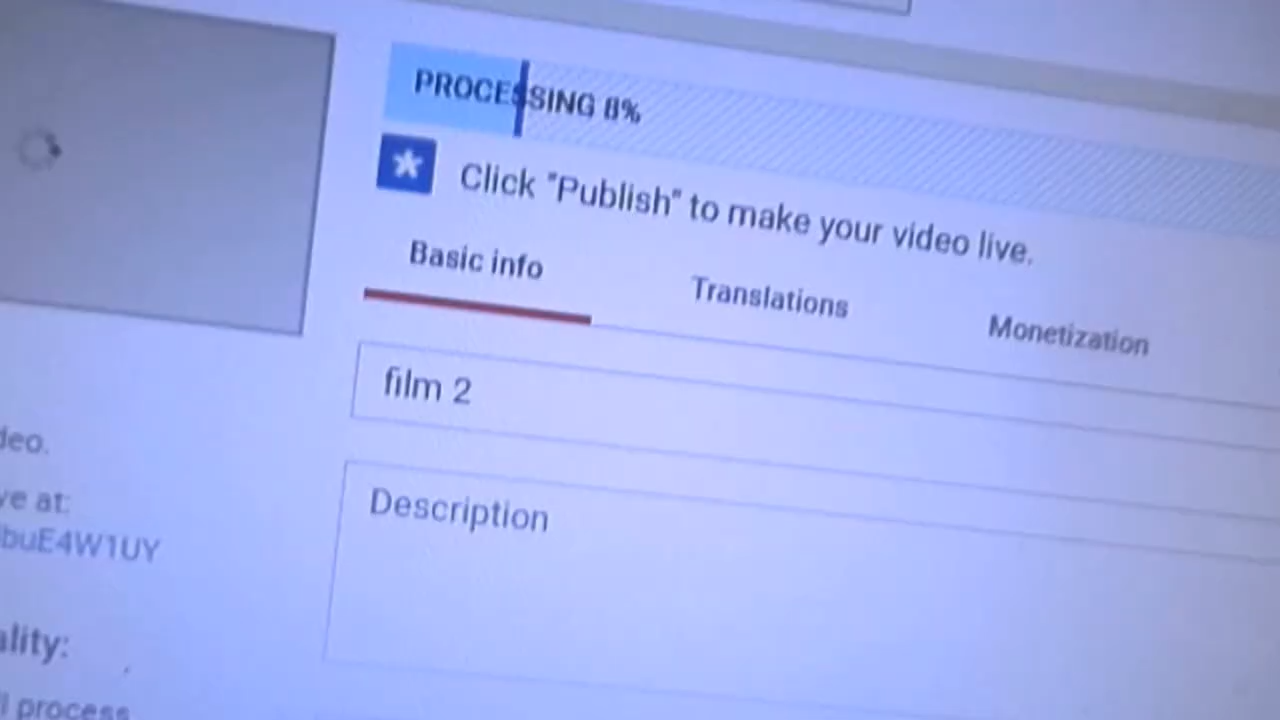 PROCESSING 8%
Click "Publish" to make your video live.
Basic info
Translations
Monetization
film 2
Description
deo.
ve at:
buE4W1UY
ality:
process